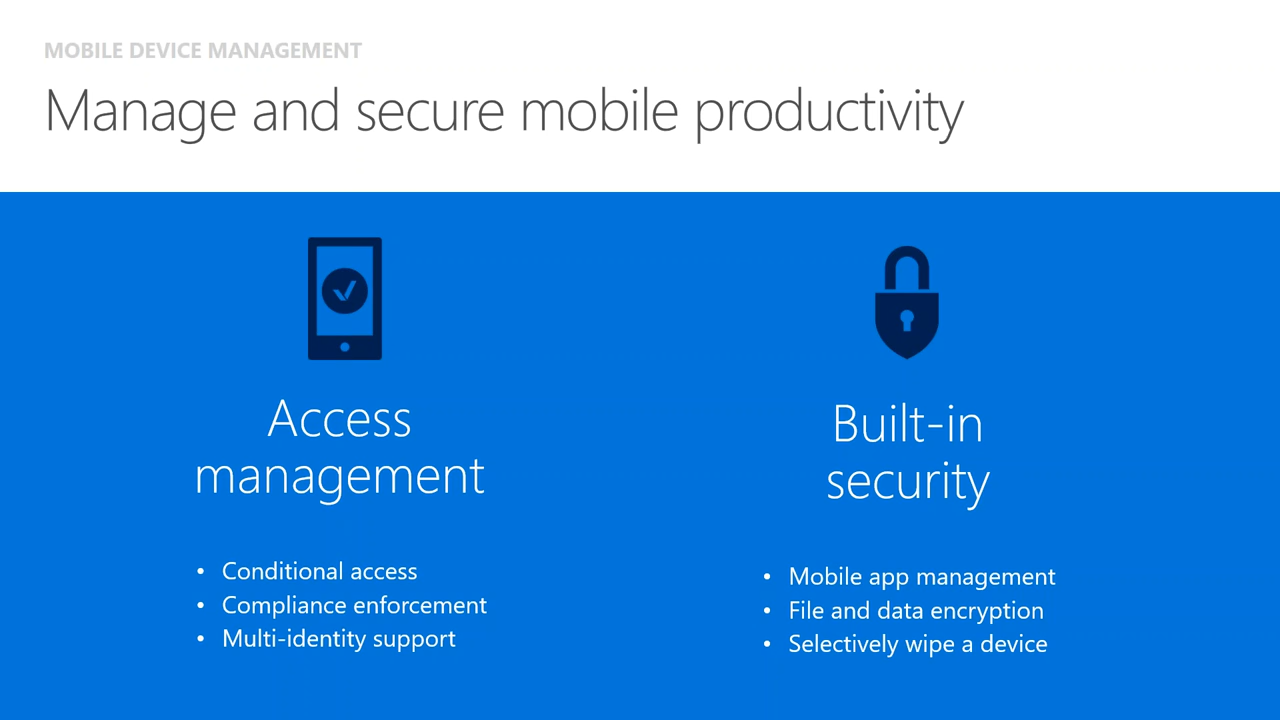 MOBILE DEVICE MANAGEMENT
Manage and secure mobile productivity
Access
management
• Conditional access
• Compliance enforcement
• Multi-identity support
Built-in
security
• Mobile app management
• File and data encryption
• Selectively wipe a device